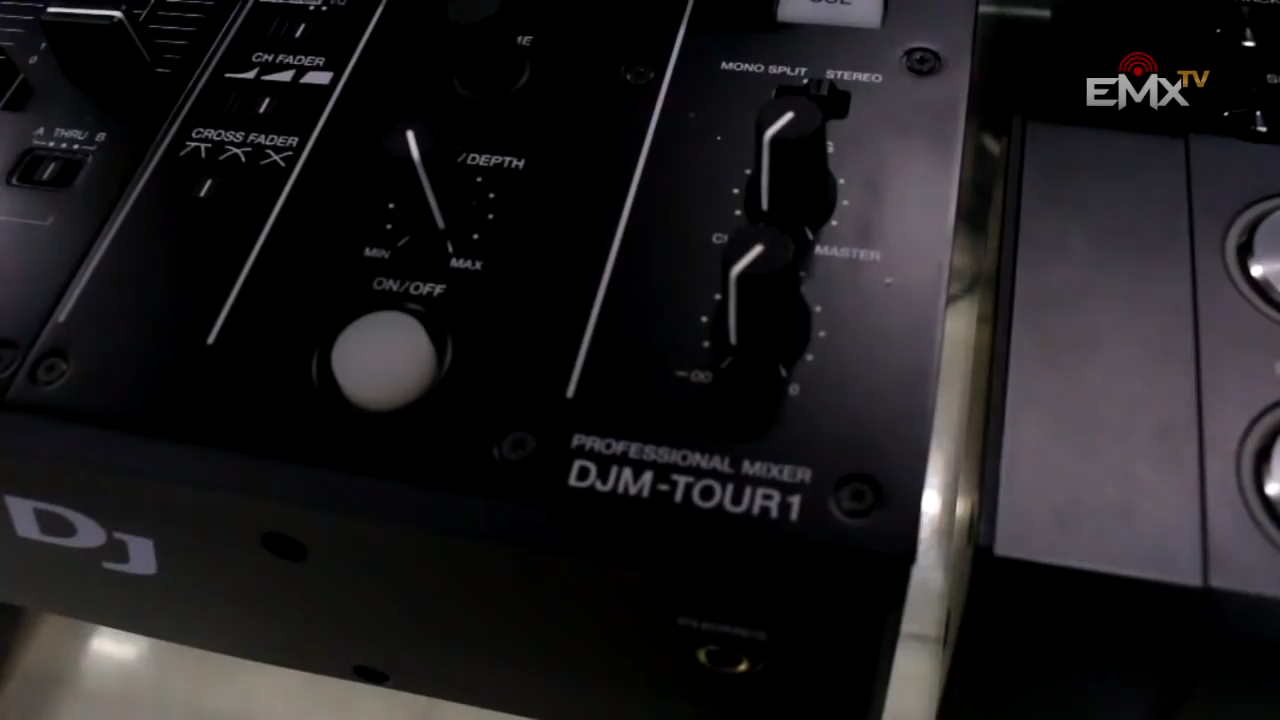 EMX TV
CH FADER
MONO SPLIT STEREO
A THRU B
CROSS FADER
/DEPTH
MIN
MAX
MASTER
ON/OFF
-∞
0
PROFESSIONAL MIXER
DJM-TOUR1
DJ